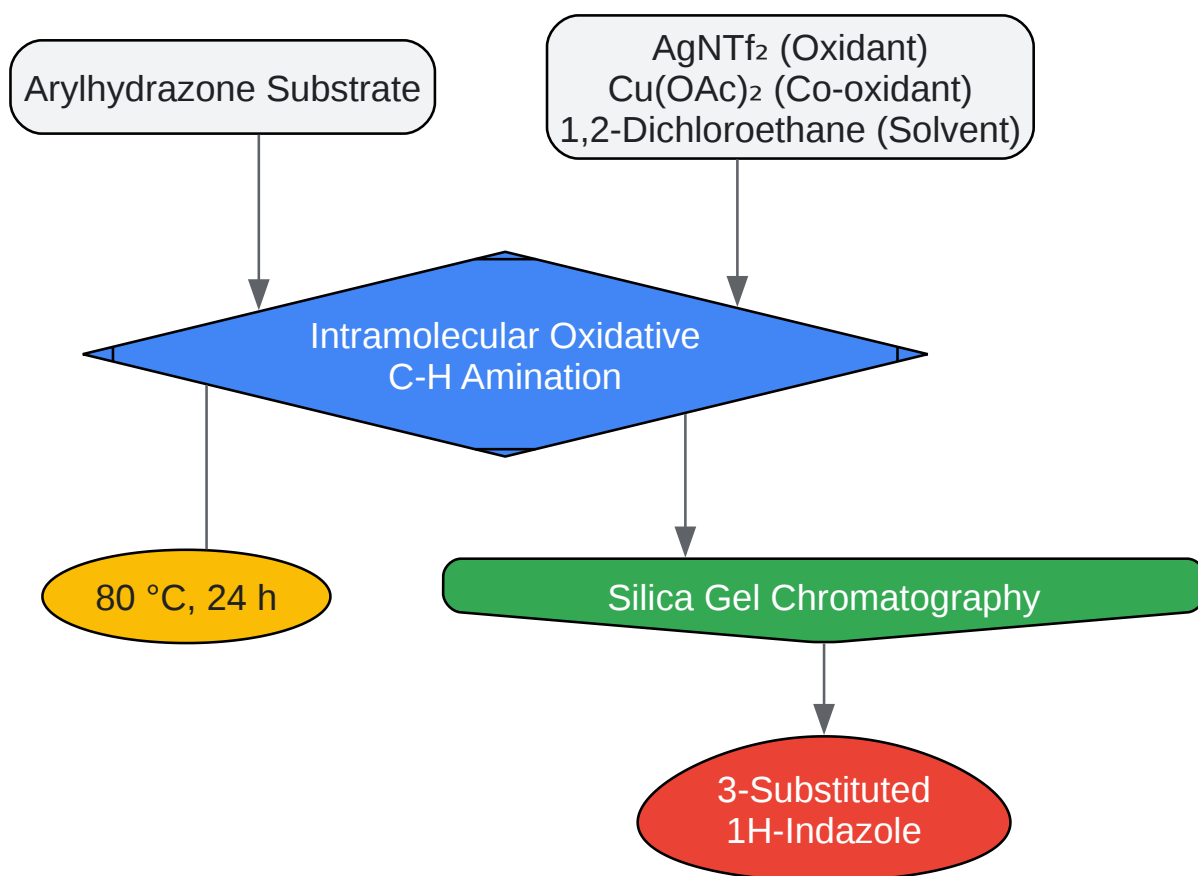 Arylhydrazone Substrate
AgNTf₂ (Oxidant)
Cu(OAc)₂ (Co-oxidant)
1,2-Dichloroethane (Solvent)
Intramolecular Oxidative
C-H Amination
80 °C, 24 h
Silica Gel Chromatography
3-Substituted
1H-Indazole